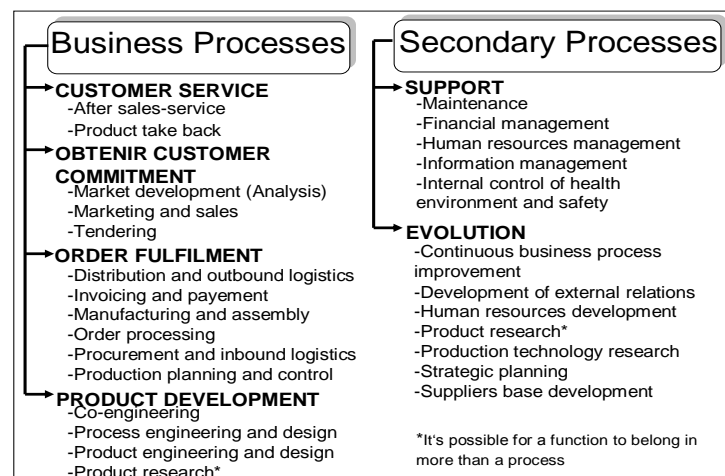 Business Processes
CUSTOMER SERVICE
-After sales-service
-Product take back
OBTENIR CUSTOMER
COMMITMENT
-Market development (Analysis)
-Marketing and sales
-Tendering
ORDER FULFILMENT
-Distribution and outbound logistics
-Invoicing and payement
-Manufacturing and assembly
-Order processing
-Procurement and inbound logistics
-Production planning and control
PRODUCT DEVELOPMENT
-Co-engineering
-Process engineering and design
-Product engineering and design
-Product research*
Secondary Processes
SUPPORT
-Maintenance
-Financial management
-Human resources management
-Information management
-Internal control of health
environment and safety
EVOLUTION
-Continuous business process
improvement
-Development of external relations
-Human resources development
-Product research*
-Production technology research
-Strategic planning
-Suppliers base development
*It's possible for a function to belong in
more than a process